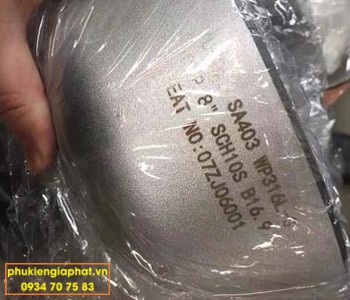 SA403 WP316L
8" SCH10S B16.9
HEAT NO:07ZJ06001
phukiengiaphat.vn
0934 70 75 83